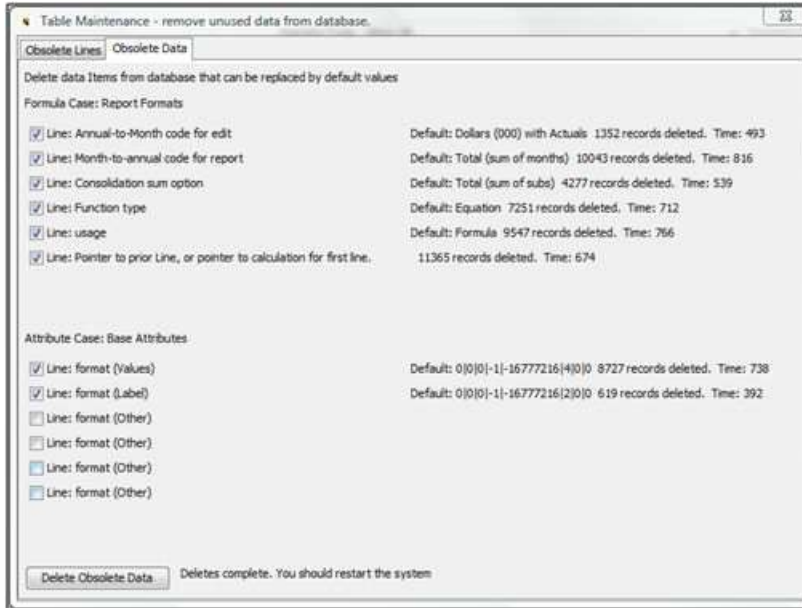 Table Maintenance - remove unused data from database.
Obsolete Lines Obsolete Data
Delete data Items from database that can be replaced by default values
Formula Case: Report Formats
Line: Annual-to-Month code for edit Default: Dollars (000) with Actuals 1352 records deleted. Time: 493
Line: Month-to-annual code for report Default: Total (sum of months) 10043 records deleted. Time: 816
Line: Consolidation sum option Default: Total (sum of subs) 4277 records deleted. Time: 539
Line: Function type Default: Equation 7251 records deleted. Time: 712
Line: usage Default: Formula 9547 records deleted. Time: 766
Line: Pointer to prior Line, or pointer to calculation for first line. 11365 records deleted. Time: 674
Attribute Case: Base Attributes
Line: format (Values) Default: 0|0|0|-1|-16777216|4|0|0 8727 records deleted. Time: 738
Line: format (Label) Default: 0|0|0|-1|-16777216|2|0|0 619 records deleted. Time: 392
Line: format (Other)
Line: format (Other)
Line: format (Other)
Line: format (Other)
Delete Obsolete Data Deletes complete. You should restart the system